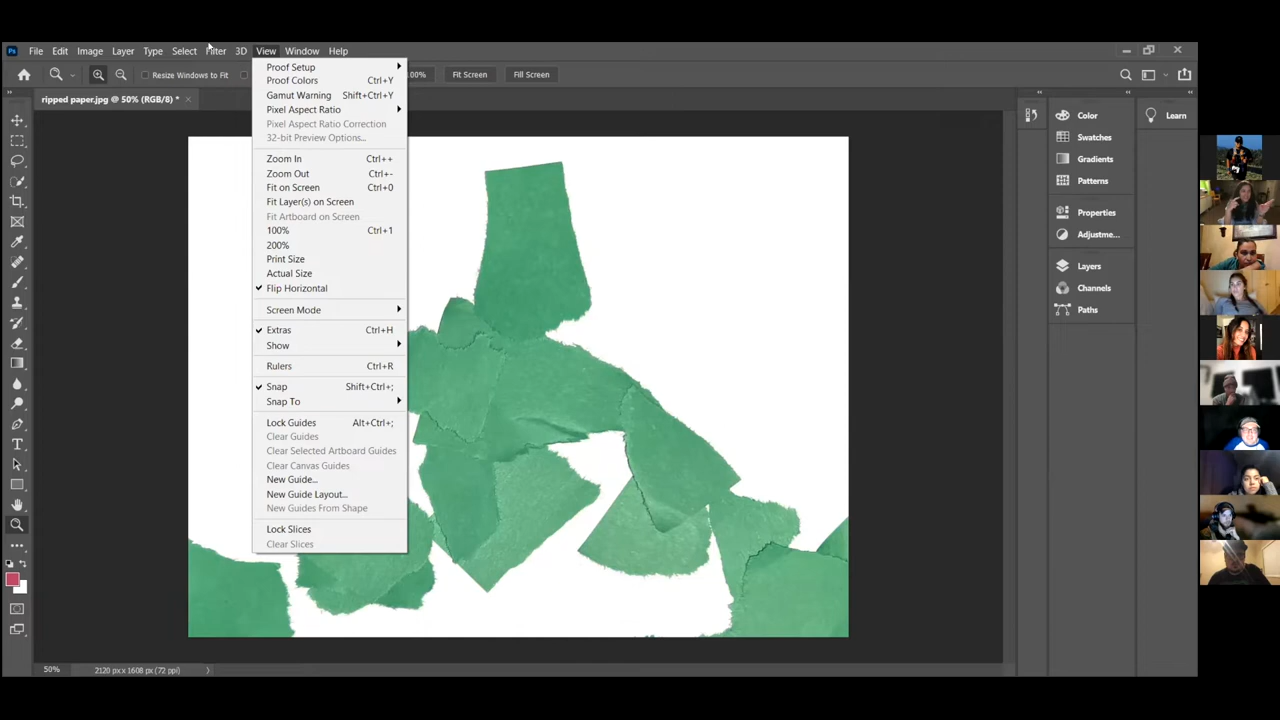 Ps File Edit Image Layer Type Select Filter 3D View Window Help
Resize Windows to Fit
Fit Screen Fill Screen
ripped paper.jpg @ 50% (RGB/8) * ×
Proof Setup
Proof Colors Ctrl+Y
Gamut Warning Shift+Ctrl+Y
Pixel Aspect Ratio
Pixel Aspect Ratio Correction
32-bit Preview Options...
Zoom In Ctrl++
Zoom Out Ctrl+-
Fit on Screen Ctrl+0
Fit Layer(s) on Screen
Fit Artboard on Screen
100% Ctrl+1
200%
Print Size
Actual Size
Flip Horizontal
Screen Mode
Extras Ctrl+H
Show
Rulers Ctrl+R
Snap Shift+Ctrl+;
Snap To
Lock Guides Alt+Ctrl+;
Clear Guides
Clear Selected Artboard Guides
Clear Canvas Guides
New Guide...
New Guide Layout...
New Guides From Shape
Lock Slices
Clear Slices
Color
Swatches
Gradients
Patterns
Properties
Adjustme...
Layers
Channels
Paths
Learn
50% 2120 px x 1608 px (72 ppi)